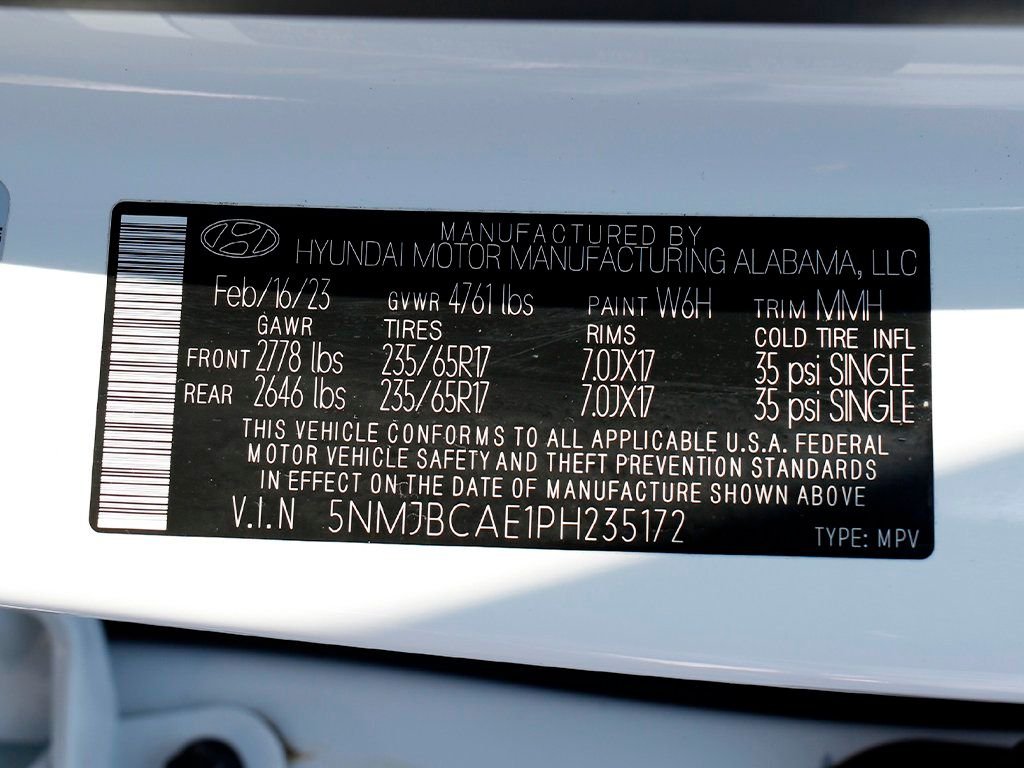 MANUFACTURED BY
HYUNDAI MOTOR MANUFACTURING ALABAMA, LLC
Feb/16/23 GVWR 4761 lbs PAINT W6H TRIM MMH
GAWR TIRES RIMS COLD TIRE INFL
FRONT 2778 lbs 235/65R17 7.0JX17 35 psi SINGLE
REAR 2646 lbs 235/65R17 7.0JX17 35 psi SINGLE
THIS VEHICLE CONFORMS TO ALL APPLICABLE U.S.A. FEDERAL
MOTOR VEHICLE SAFETY AND THEFT PREVENTION STANDARDS
IN EFFECT ON THE DATE OF MANUFACTURE SHOWN ABOVE
V.I.N 5NMJBCAE1PH235172 TYPE: MPV